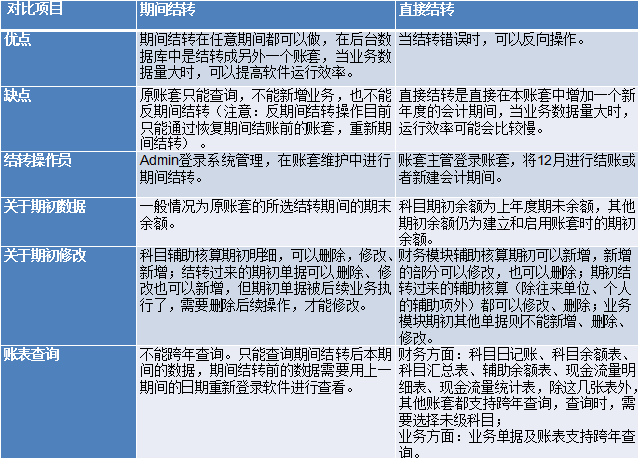 对比项目
期间结转
直接结转
优点
期间结转在任意期间都可以做，在后台数
据库中是结转成另外一个账套，当业务数
据量大时，可以提高软件运行效率。
当结转错误时，可以反向操作。
缺点
原账套只能查询，不能新增业务，也不能
反期间结转（注意：反期间结转操作目前
只能通过恢复期间结账前的账套，重新期
间结转）。
直接结转是直接在本账套中增加一个新
年度的会计期间，当业务数据量大时，
运行效率可能会比较慢。
结转操作员
Admin登录系统管理，在账套维护中进行
期间结转。
账套主管登录账套，将12月进行结账或
者新建会计期间。
关于期初数据
一般情况为原账套的所选结转期间的期末
余额。
科目期初余额为上年度期未余额，其他
期初余额仍为建立和启用账套时的期初
余额。
关于期初修改
科目辅助核算期初明细，可以删除，修改、
新增；结转过来的期初单据可以删除、修
改也可以新增，但期初单据被后续业务执
行了，需要删除后续操作，才能修改。
财务模块辅助核算期初可以新增，新增
的部分可以修改，也可以删除；期初结
转过来的辅助核算（除往来单位、个人
的辅助项外）都可以修改、删除；业务
模块期初其他单据则不能新增、删除、
修改。
账表查询
不能跨年查询。只能查询期间结转后本期
间的数据，期间结转前的数据需要用上一
期间的日期重新登录软件进行查看。
财务方面：科目日记账、科目余额表、
科目汇总表、辅助余额表、现金流量明
细表、现金流量统计表，除这几张表外，
其他账套都支持跨年查询，查询时，需
要选择未级科目；
业务方面：业务单据及账表支持跨年查
询。